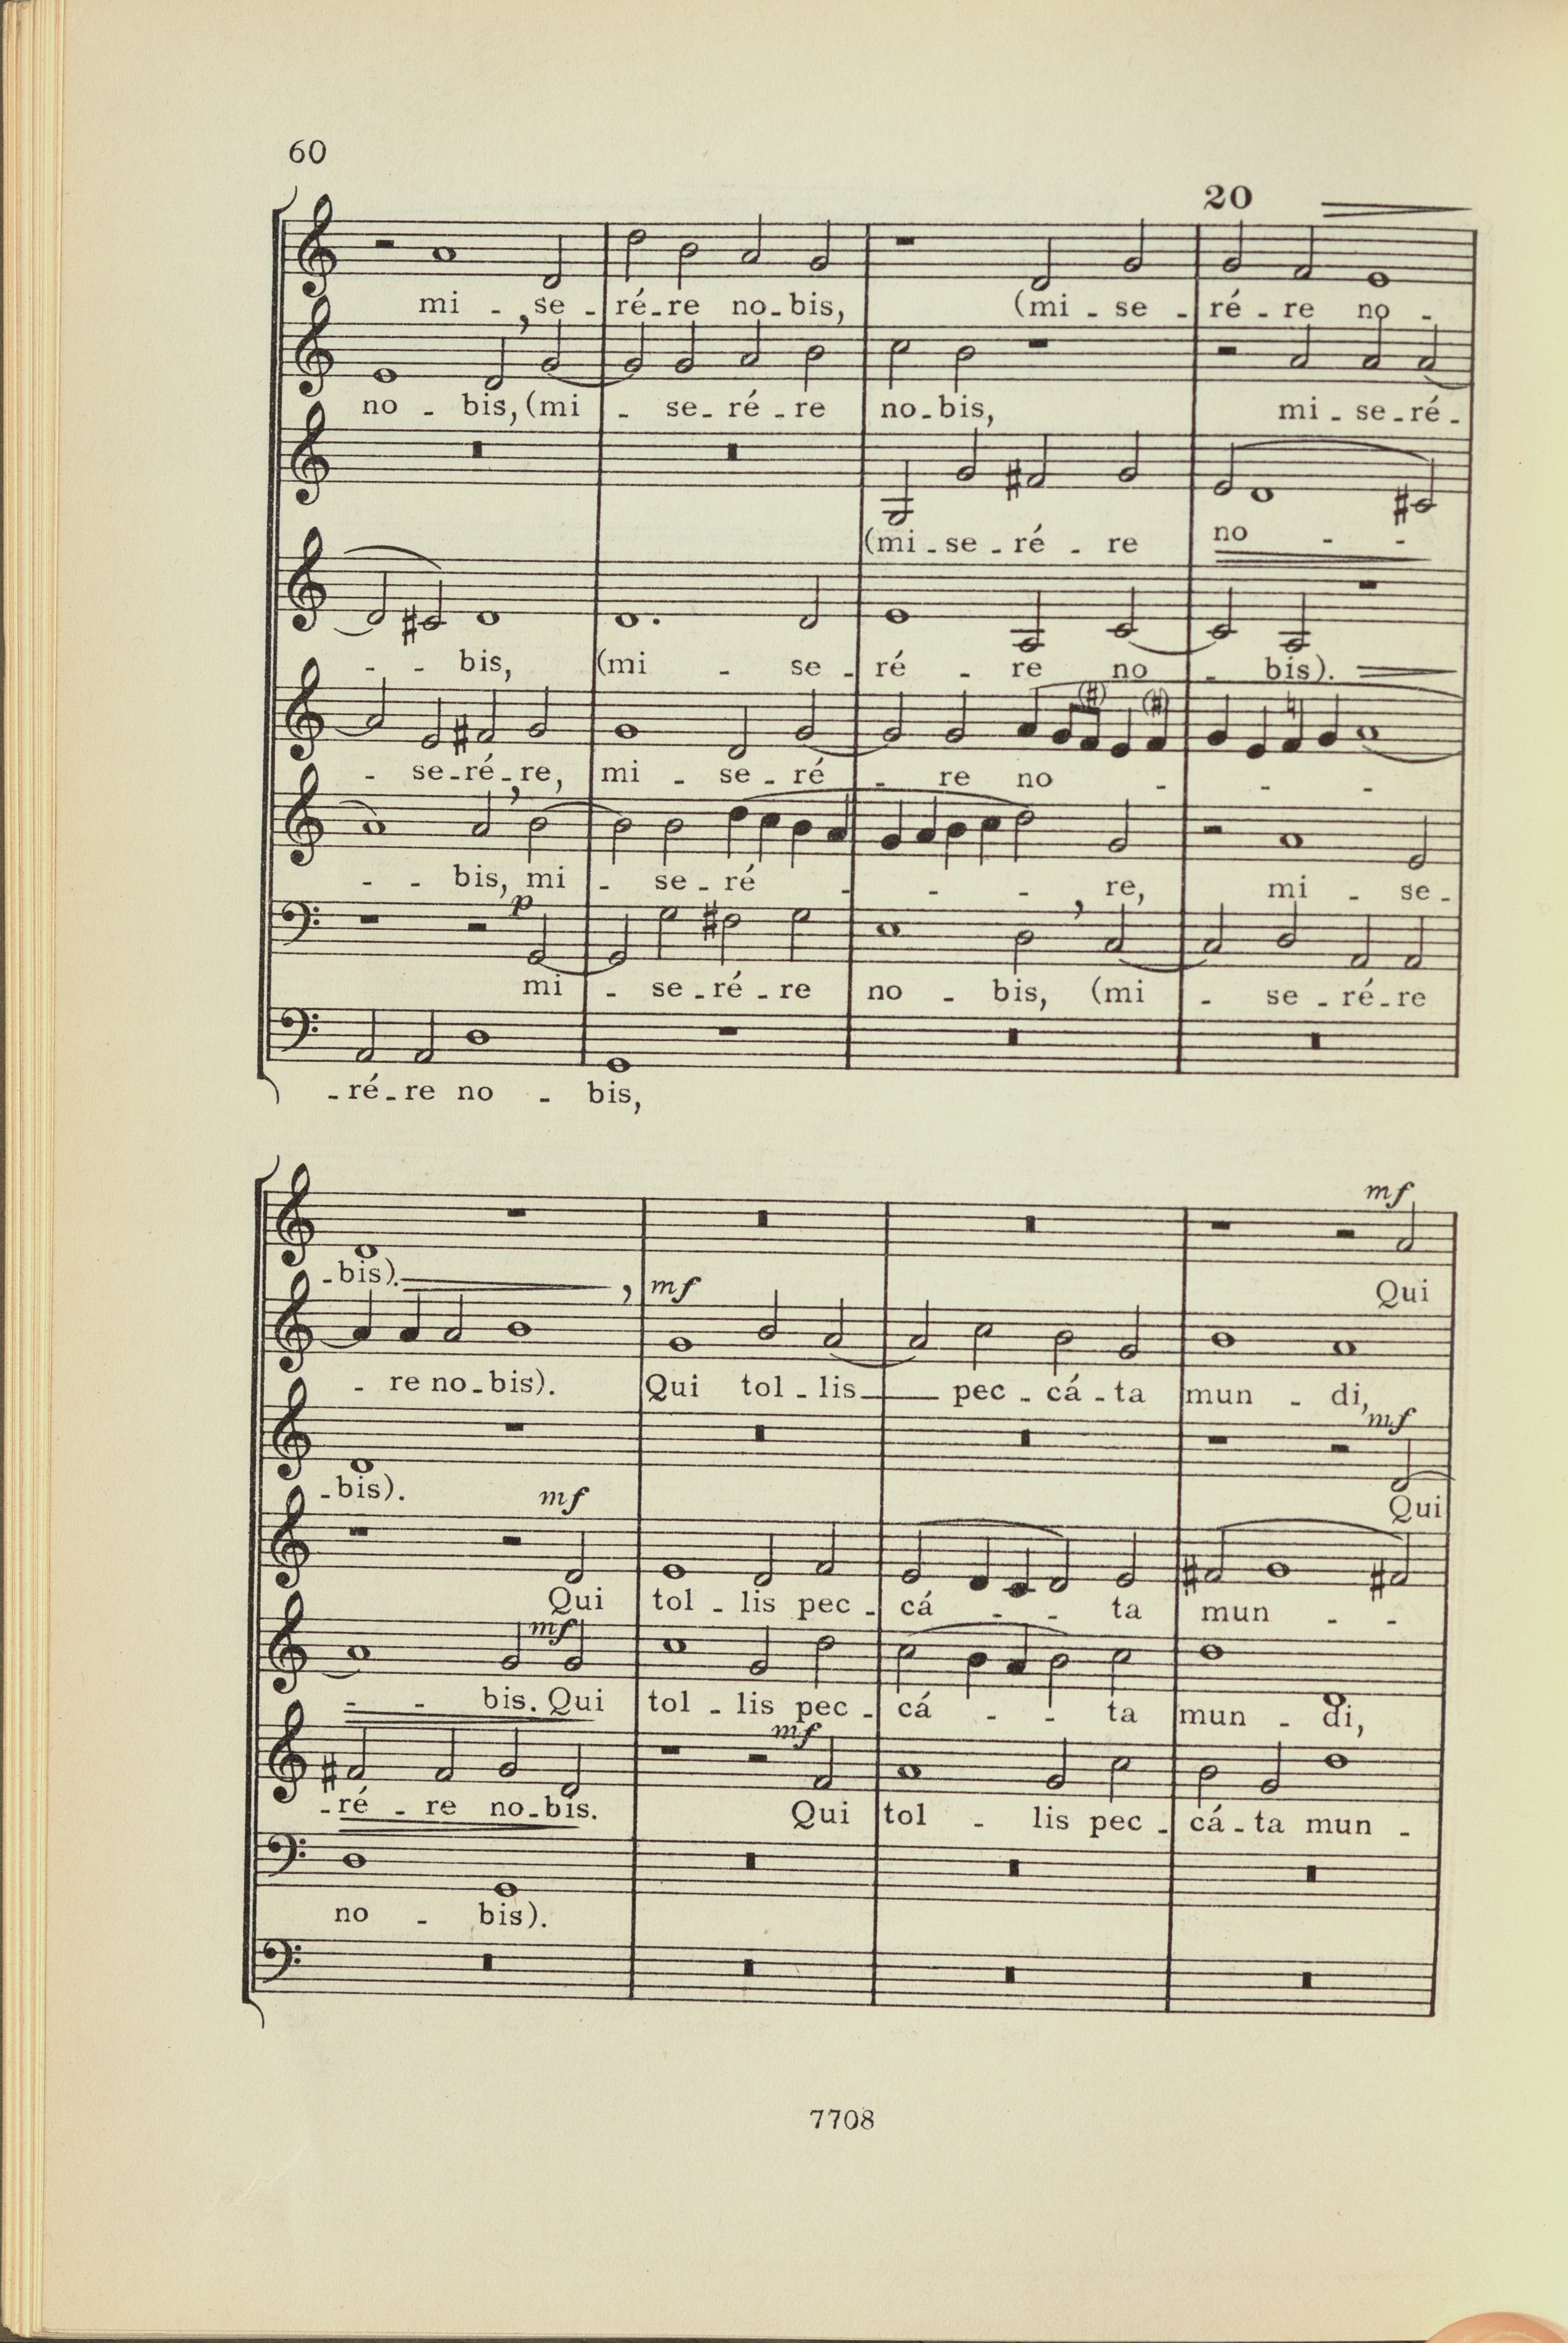 60
20
mi - se - ré - re no - bis, (mi - se - ré - re no -
no - bis, (mi - se - ré - re no - bis, mi - se - ré -
(mi - se - ré - re no - -
- - bis, (mi - se - ré - re no - bis).
- se - ré - re, mi - se - ré - re no - - -
- - bis, mi - se - ré - - - re, mi - se -
p
mi - se - ré - re no - bis, (mi - se - ré - re
- ré - re no - bis,
mf
- bis). Qui
mf
- re no - bis). Qui tol - lis pec - cá - ta mun - di,
mf
- bis). Qui
mf
Qui tol - lis pec - cá - - ta mun - -
mf
- - bis. Qui tol - lis pec - cá - - ta mun - di,
mf
- ré - re no - bis. Qui tol - lis pec - cá - ta mun -
no - bis).
7708